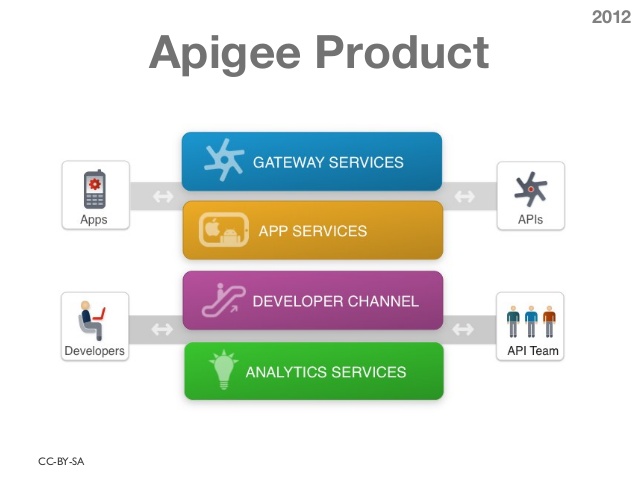 2012
Apigee Product
GATEWAY SERVICES
Apps
APIs
APP SERVICES
DEVELOPER CHANNEL
Developers
API Team
ANALYTICS SERVICES
CC-BY-SA